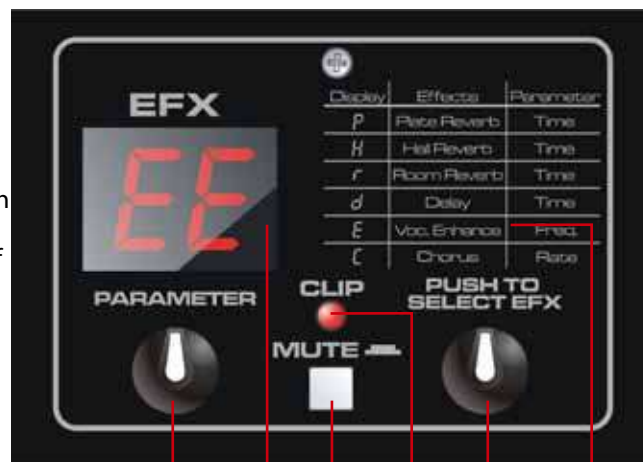 EFX
EE
Display Effects Parameter
P Plate Reverb Time
H Hall Reverb Time
r Room Reverb Time
d Delay Time
E Voc. Enhance Freq.
C Chorus Rate
PARAMETER
CLIP
MUTE
PUSH TO
SELECT EFX